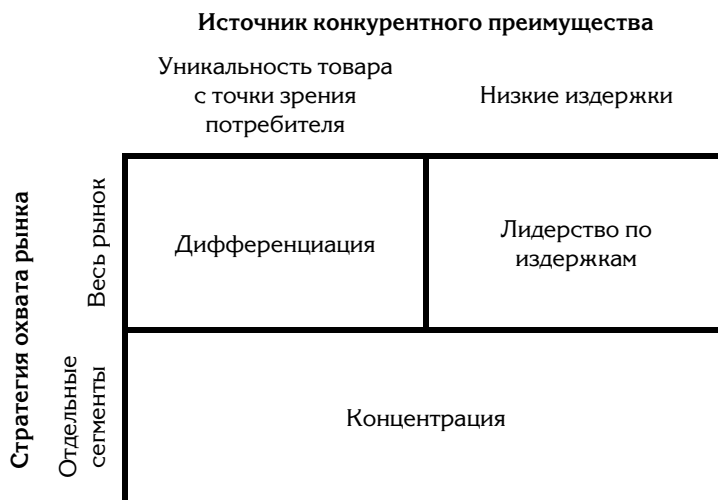 Источник конкурентного преимущества
Уникальность товара
с точки зрения
потребителя
Низкие издержки
Стратегия охвата рынка
Весь рынок
Дифференциация
Лидерство по
издержкам
Отдельные
сегменты
Концентрация